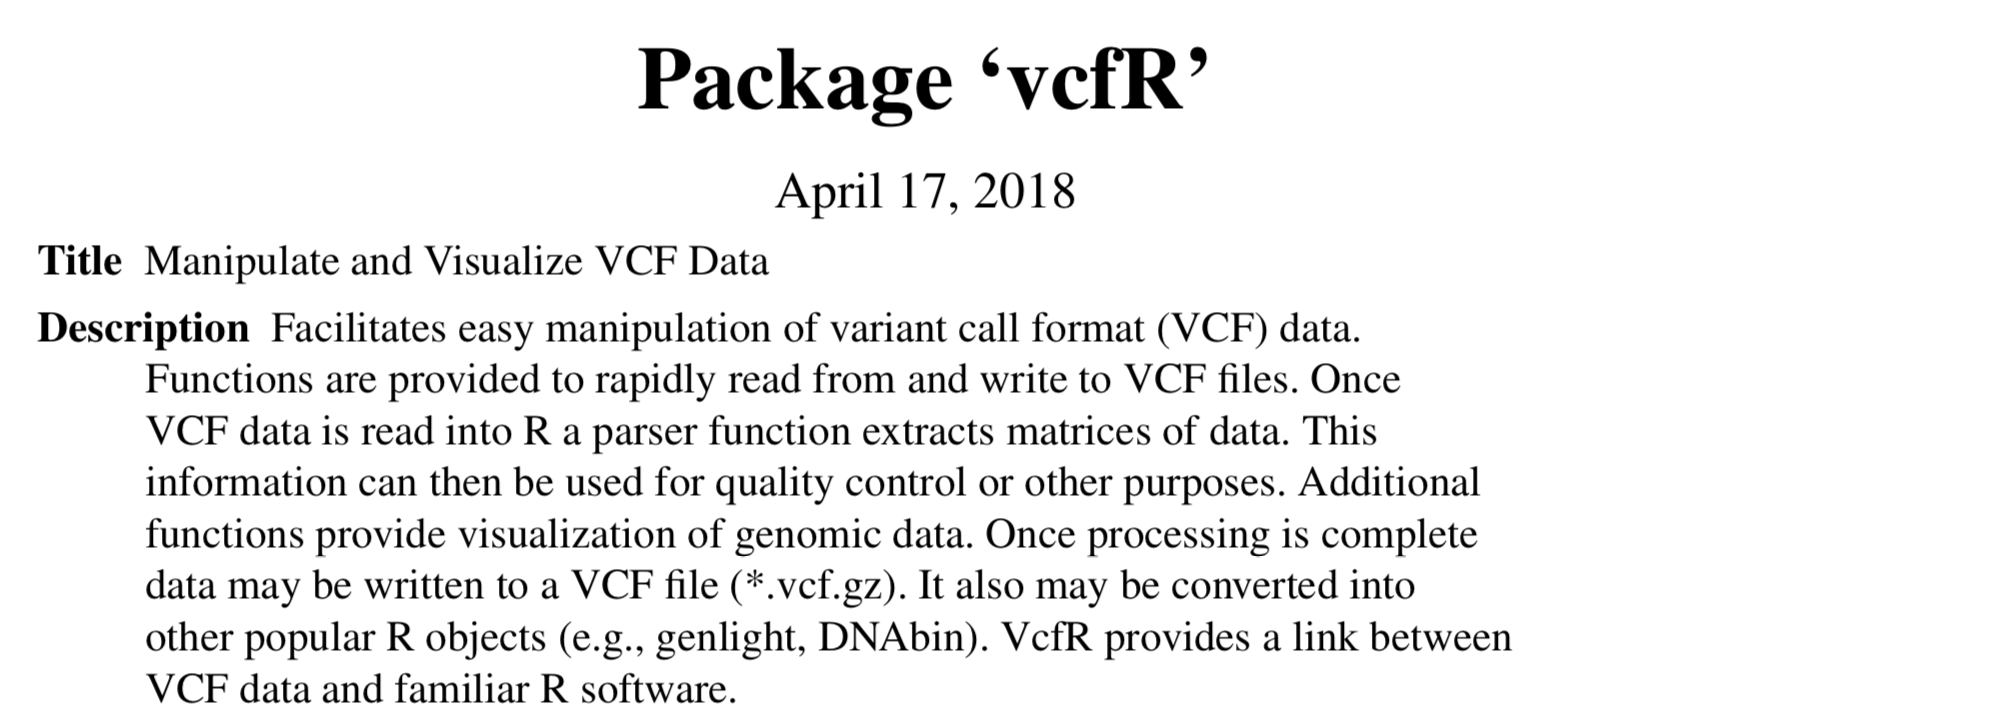 Package ‘vcfR’
April 17, 2018
Title Manipulate and Visualize VCF Data
Description Facilitates easy manipulation of variant call format (VCF) data.
Functions are provided to rapidly read from and write to VCF files. Once
VCF data is read into R a parser function extracts matrices of data. This
information can then be used for quality control or other purposes. Additional
functions provide visualization of genomic data. Once processing is complete
data may be written to a VCF file (*.vcf.gz). It also may be converted into
other popular R objects (e.g., genlight, DNAbin). VcfR provides a link between
VCF data and familiar R software.